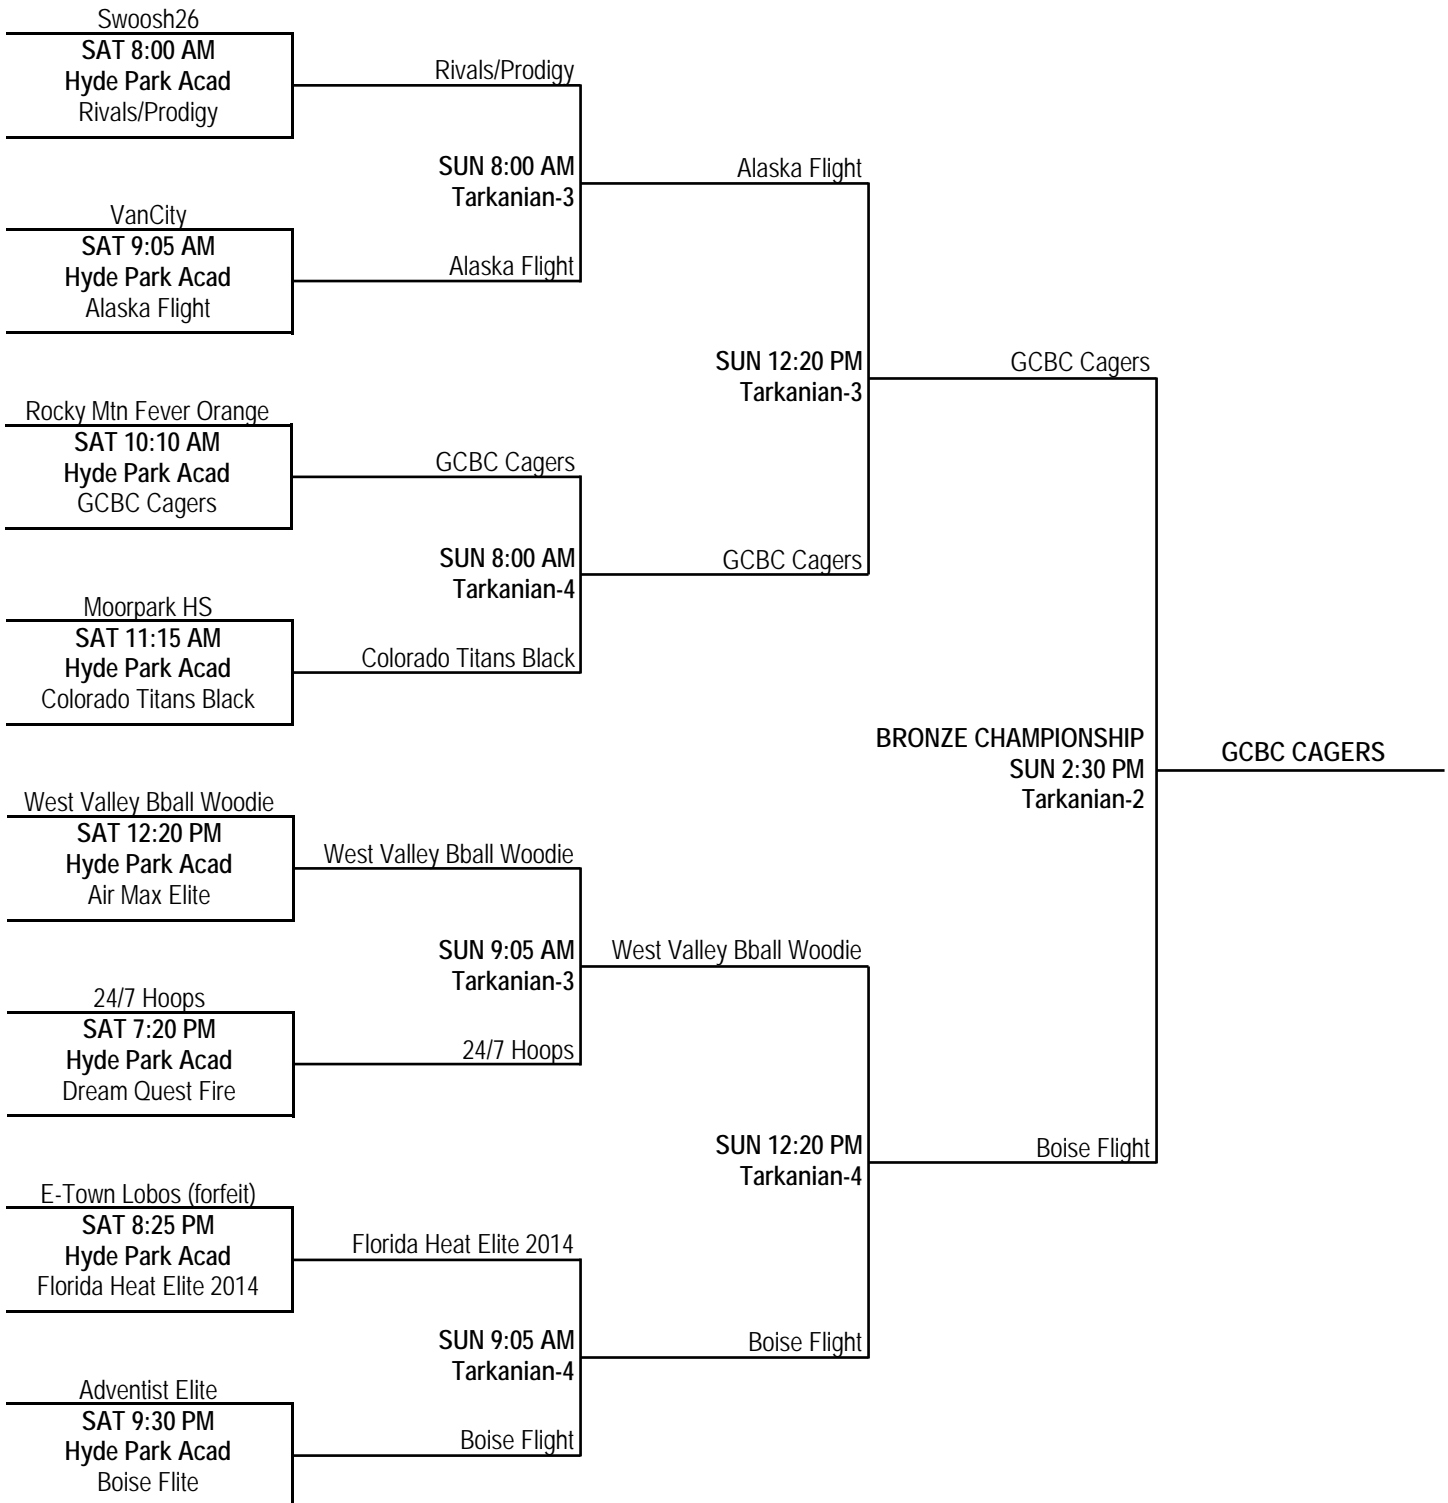 Swoosh26
SAT 8:00 AM
Hyde Park Acad
Rivals/Prodigy
VanCity
SAT 9:05 AM
Hyde Park Acad
Alaska Flight
Rocky Mtn Fever Orange
SAT 10:10 AM
Hyde Park Acad
GCBC Cagers
Moorpark HS
SAT 11:15 AM
Hyde Park Acad
Colorado Titans Black
West Valley Bball Woodie
SAT 12:20 PM
Hyde Park Acad
Air Max Elite
24/7 Hoops
SAT 7:20 PM
Hyde Park Acad
Dream Quest Fire
E-Town Lobos (forfeit)
SAT 8:25 PM
Hyde Park Acad
Florida Heat Elite 2014
Adventist Elite
SAT 9:30 PM
Hyde Park Acad
Boise Flite
Rivals/Prodigy
SUN 8:00 AM
Tarkanian-3
Alaska Flight
GCBC Cagers
SUN 8:00 AM
Tarkanian-4
Colorado Titans Black
West Valley Bball Woodie
SUN 9:05 AM
Tarkanian-3
24/7 Hoops
Florida Heat Elite 2014
SUN 9:05 AM
Tarkanian-4
Boise Flight
Alaska Flight
SUN 12:20 PM
Tarkanian-3
GCBC Cagers
West Valley Bball Woodie
SUN 12:20 PM
Tarkanian-4
Boise Flight
GCBC Cagers
BRONZE CHAMPIONSHIP
SUN 2:30 PM
Tarkanian-2
Boise Flight
GCBC CAGERS